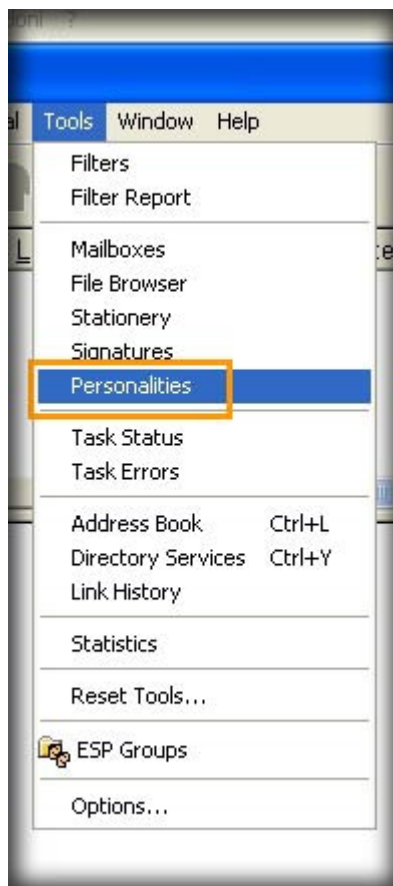 Tools Window Help
Filters
Filter Report
Mailboxes
File Browser
Stationery
Signatures
Personalities
Task Status
Task Errors
Address Book Ctrl+L
Directory Services Ctrl+Y
Link History
Statistics
Reset Tools...
ESP Groups
Options...